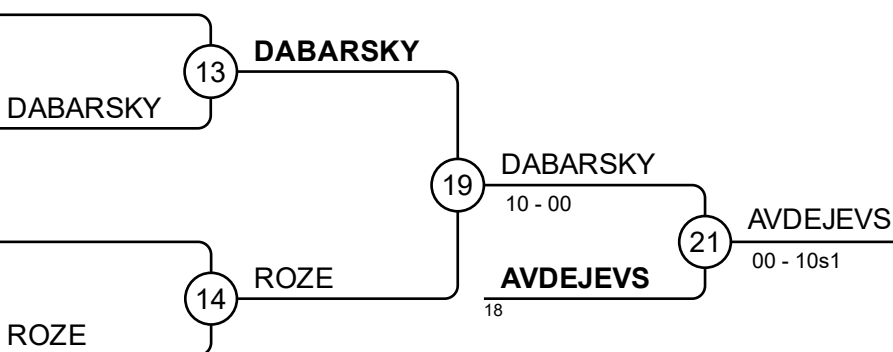 13
DABARSKY
DABARSKY
19
DABARSKY
10 - 00
21
AVDEJEVS
00 - 10s1
14
ROZE
AVDEJEVS
18
ROZE